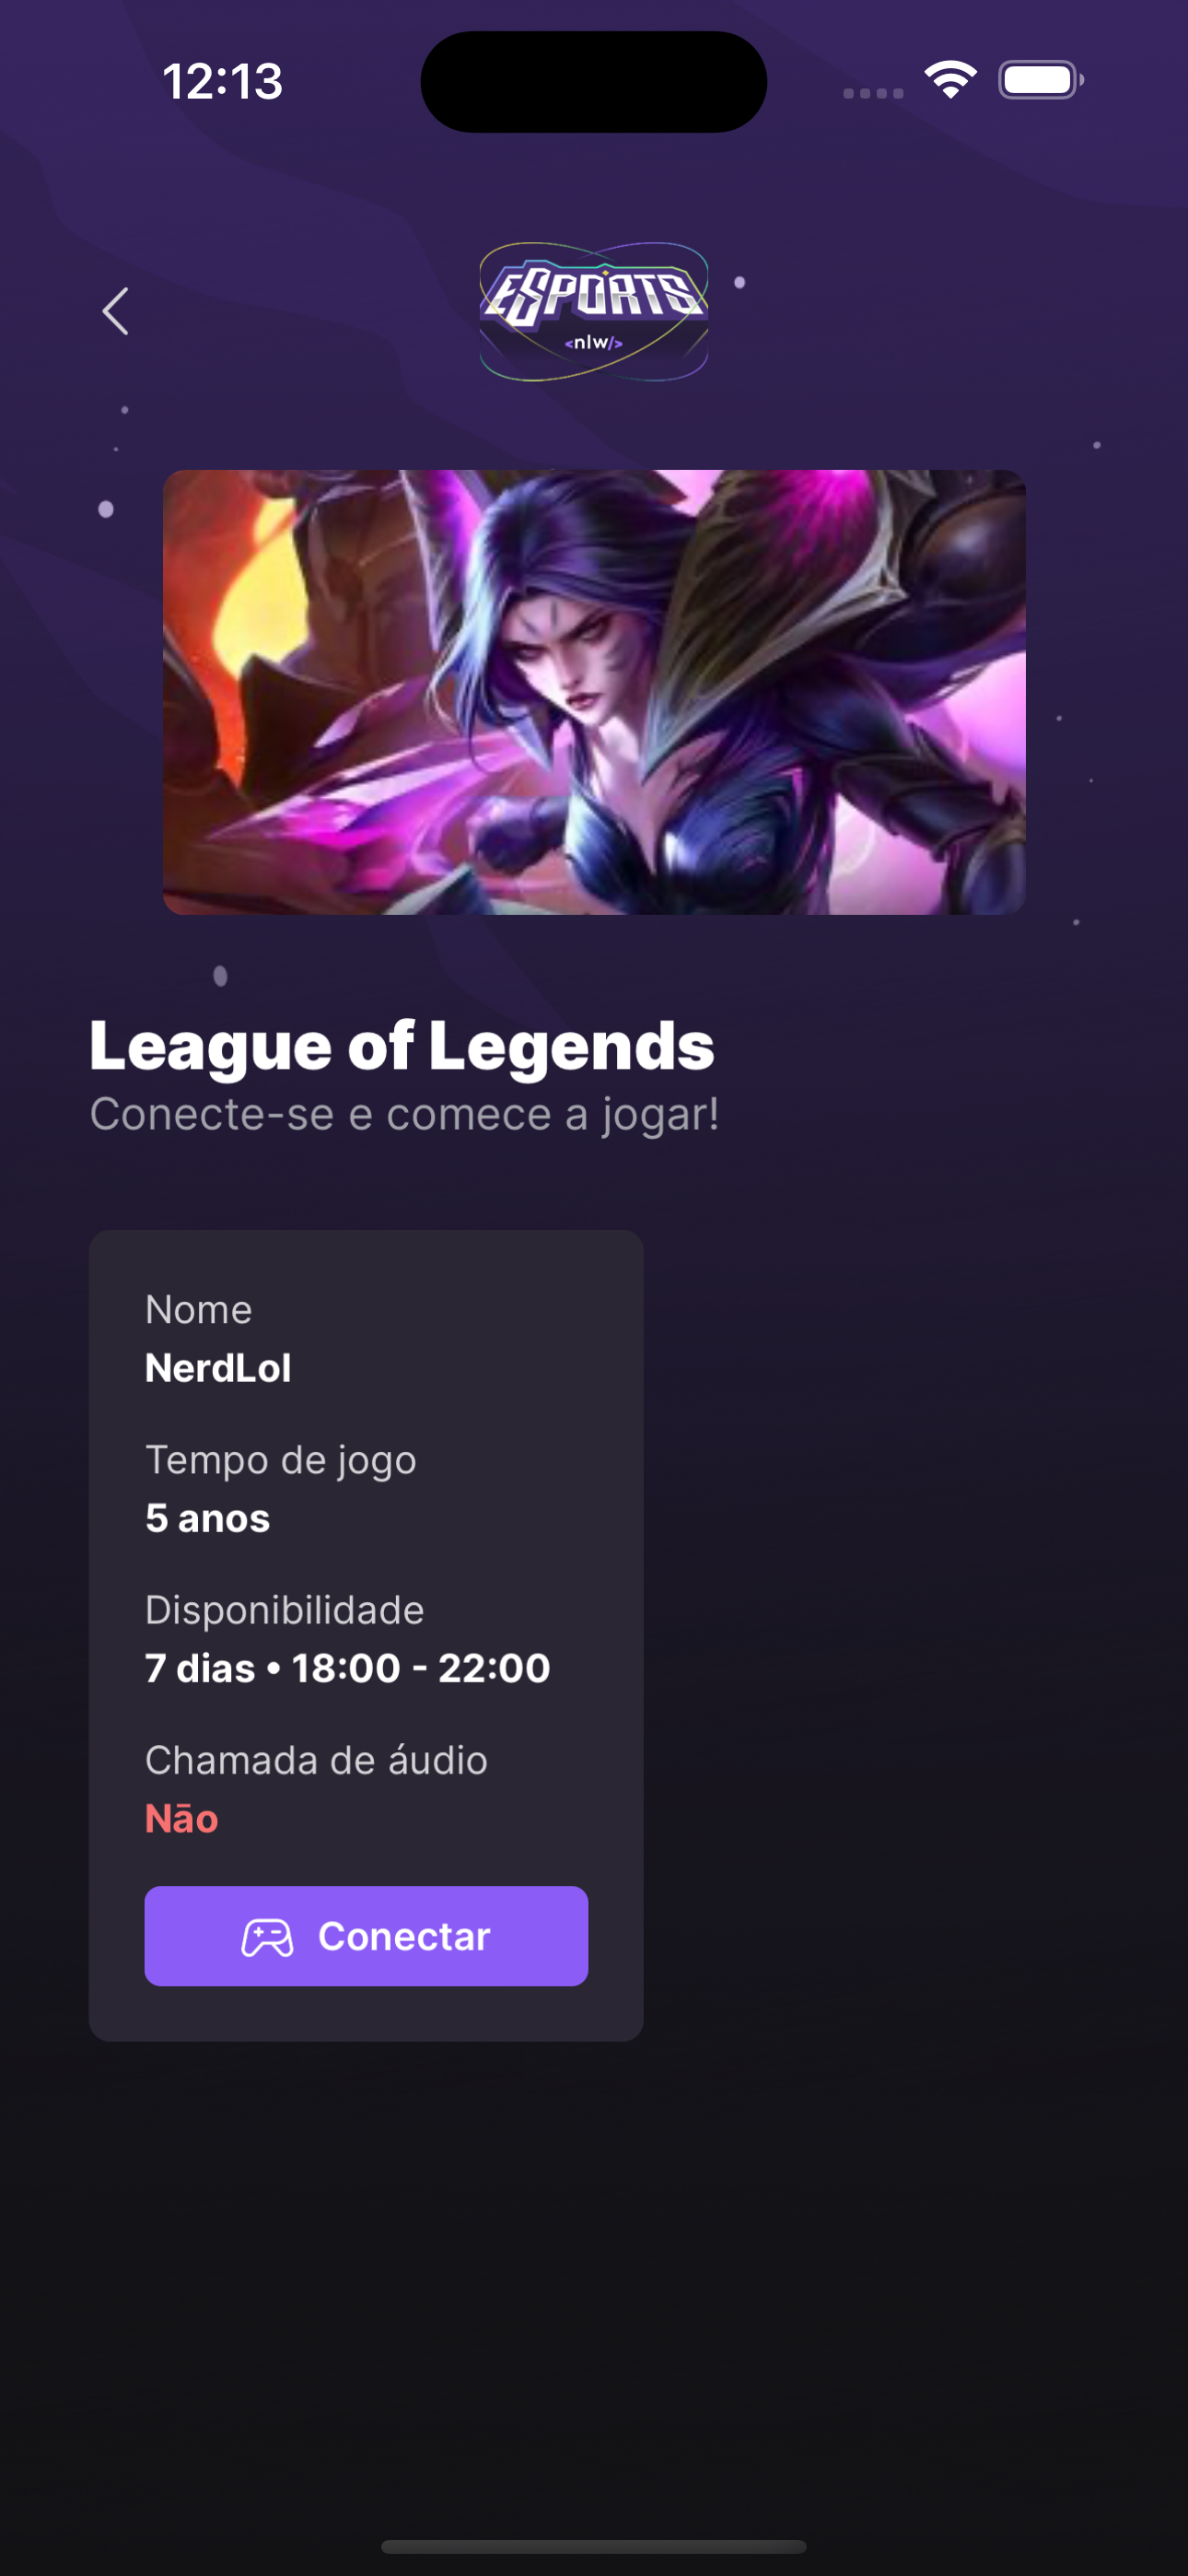 12:13
ESPORTS
<nlw/>
League of Legends
Conecte-se e comece a jogar!
Nome
NerdLol
Tempo de jogo
5 anos
Disponibilidade
7 dias • 18:00 - 22:00
Chamada de áudio
Não
Conectar